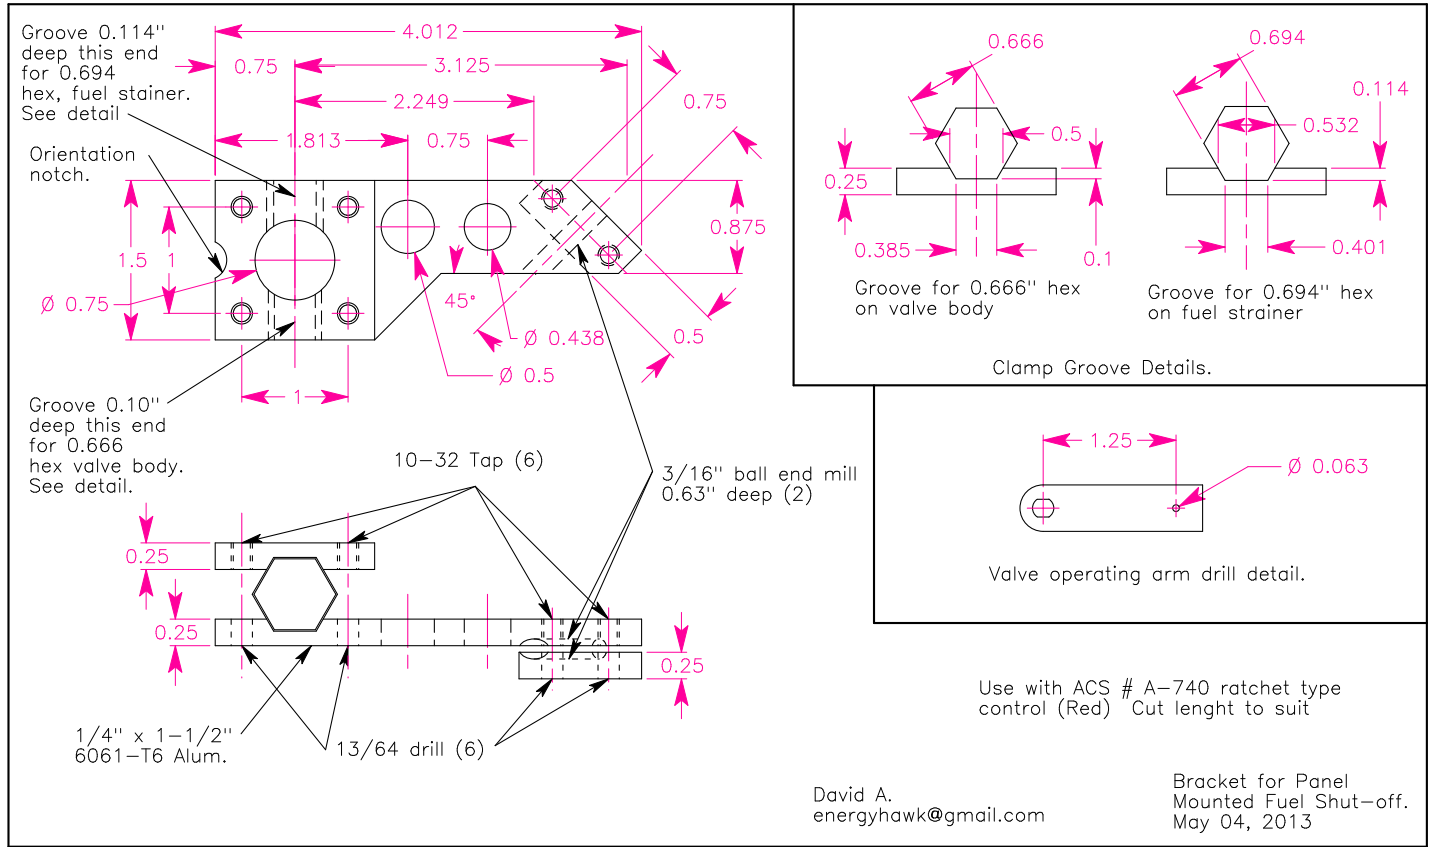 Groove 0.114"
deep this end
for 0.694
hex, fuel stainer.
See detail
Orientation
notch.
4.012
0.75
3.125
2.249
1.813
0.75
0.75
1.5
1
Ø 0.75
0.875
45°
Ø 0.438
Ø 0.5
0.5
1
Groove 0.10"
deep this end
for 0.666
hex valve body.
See detail.
10-32 Tap (6)
3/16" ball end mill
0.63" deep (2)
0.25
0.25
0.25
1/4" x 1-1/2"
6061-T6 Alum.
13/64 drill (6)
0.666
0.5
0.25
0.385
0.1
Groove for 0.666" hex
on valve body
0.694
0.114
0.532
0.401
Groove for 0.694" hex
on fuel strainer
Clamp Groove Details.
1.25
Ø 0.063
Valve operating arm drill detail.
Use with ACS # A-740 ratchet type
control (Red) Cut lenght to suit
David A.
energyhawk@gmail.com
Bracket for Panel
Mounted Fuel Shut-off.
May 04, 2013